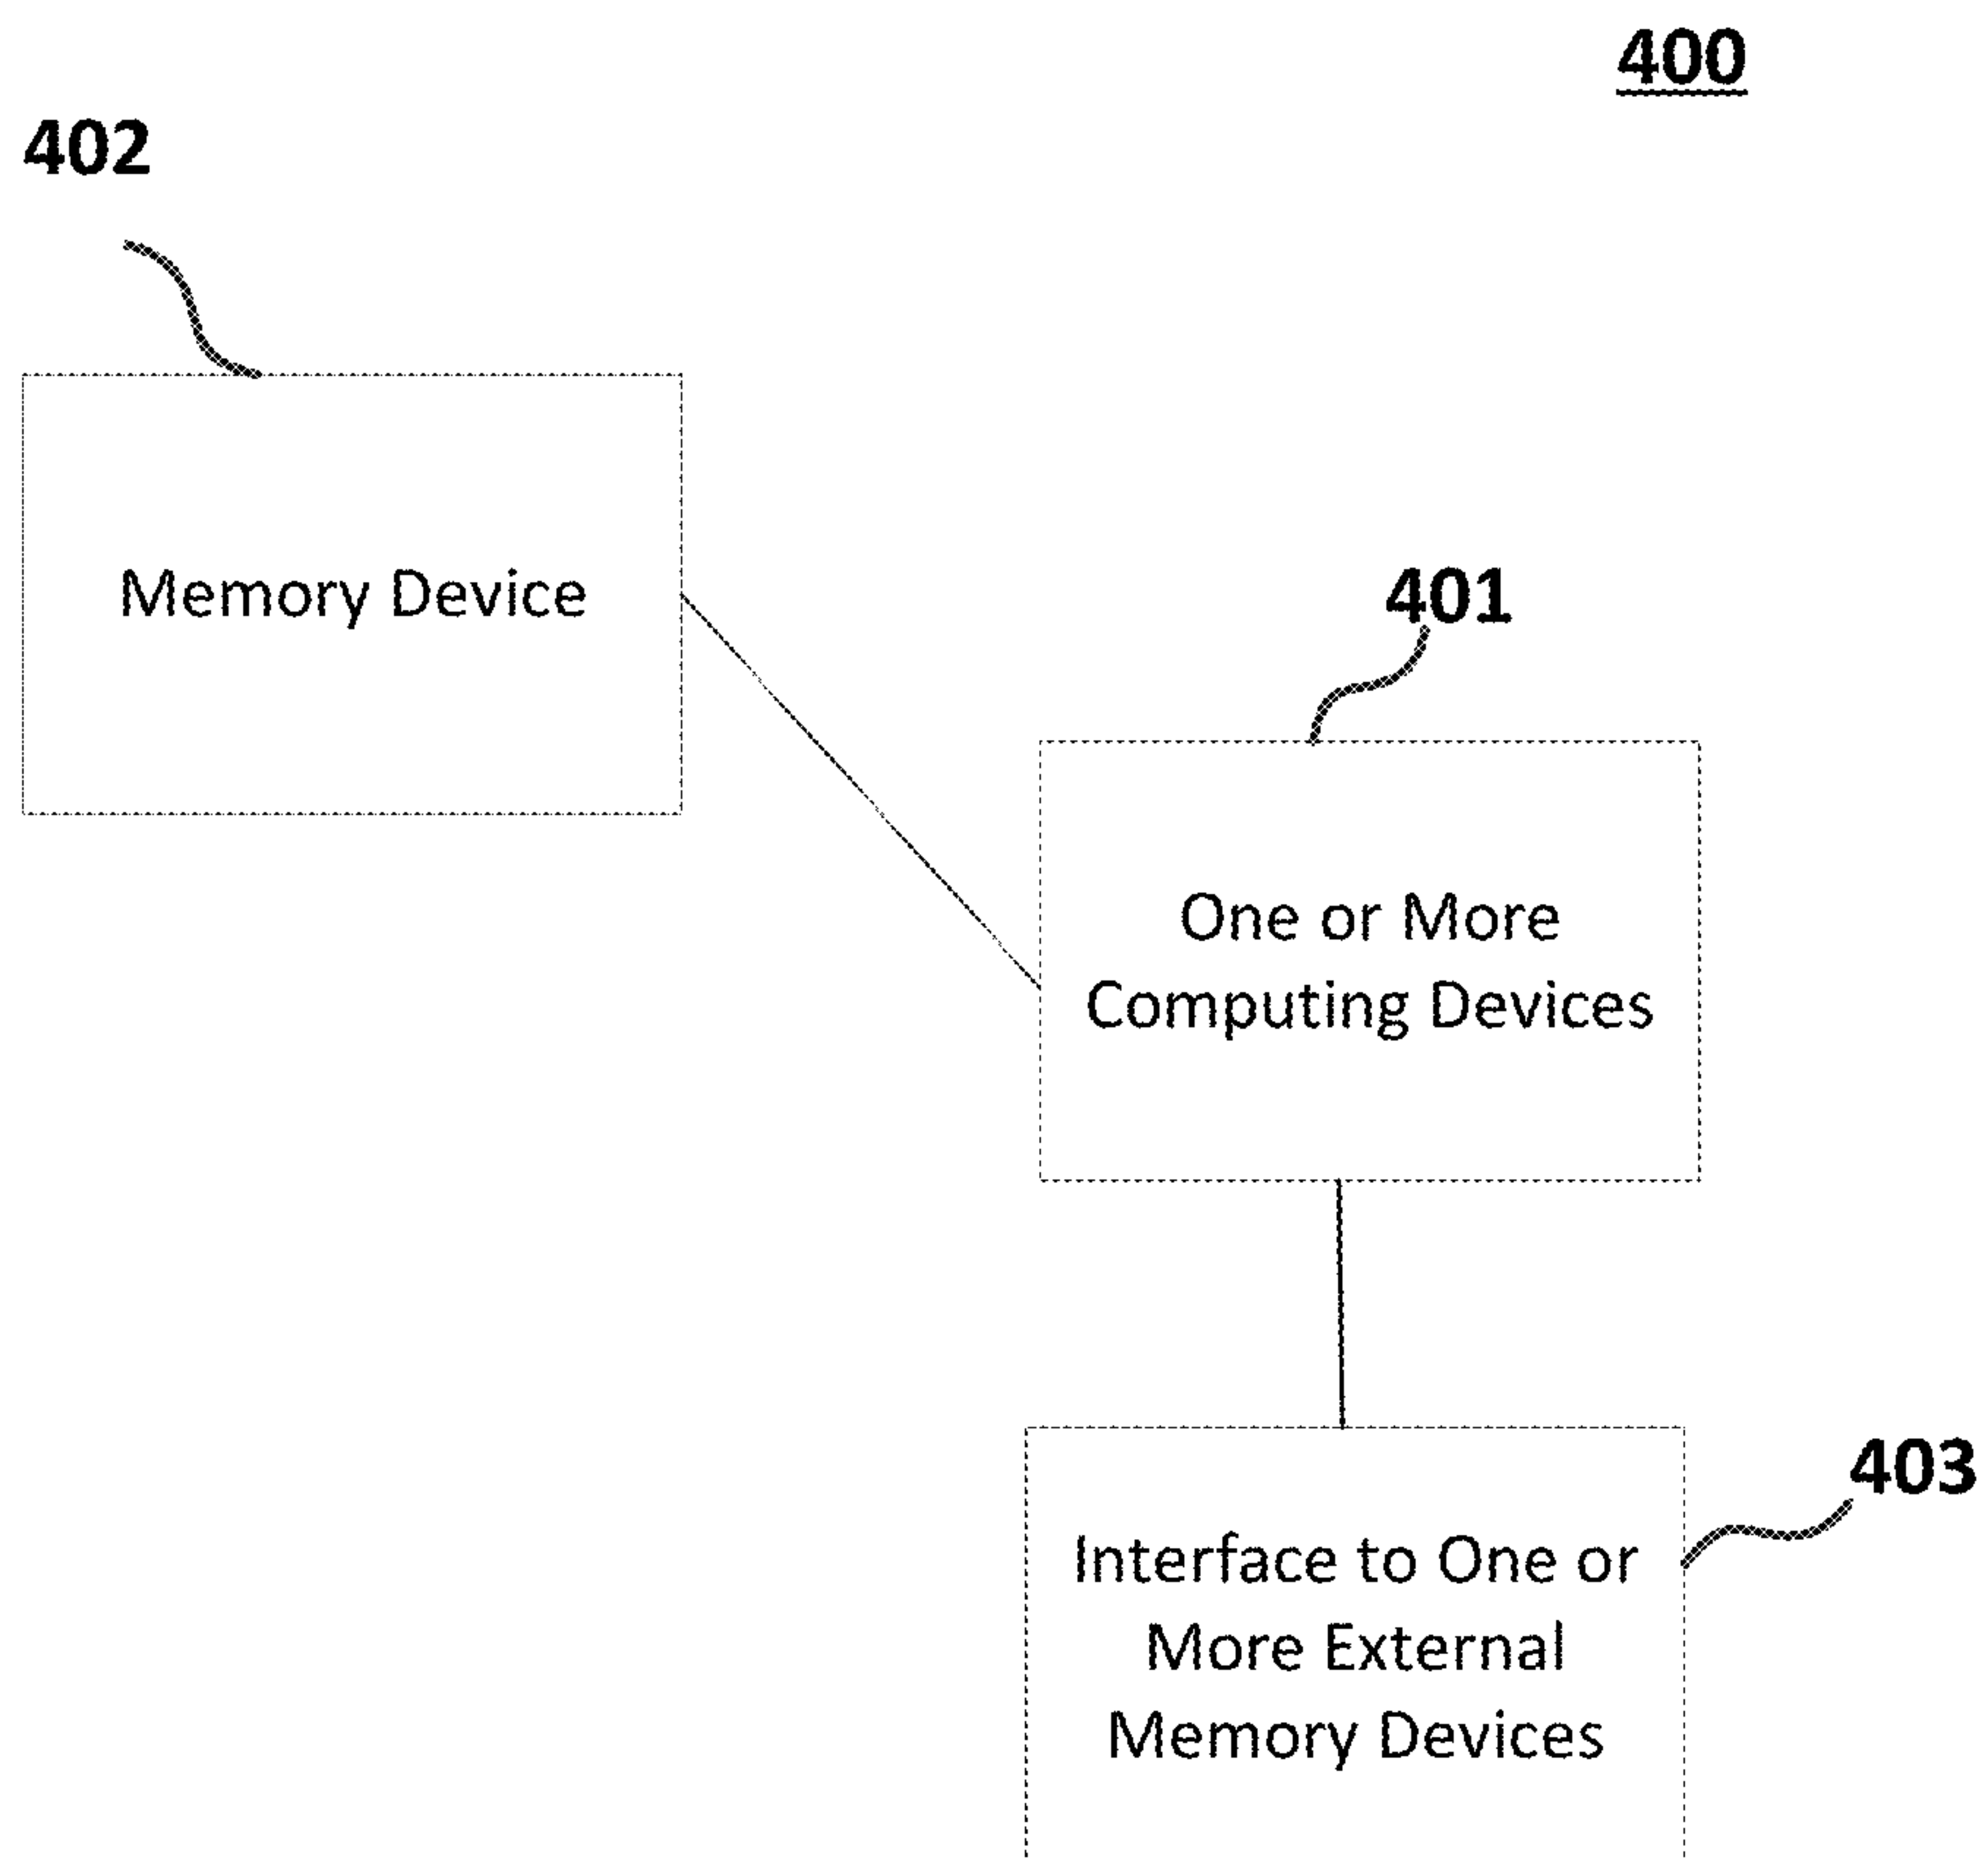 400
402
Memory Device
401
One or More
Computing Devices
403
Interface to One or
More External
Memory Devices